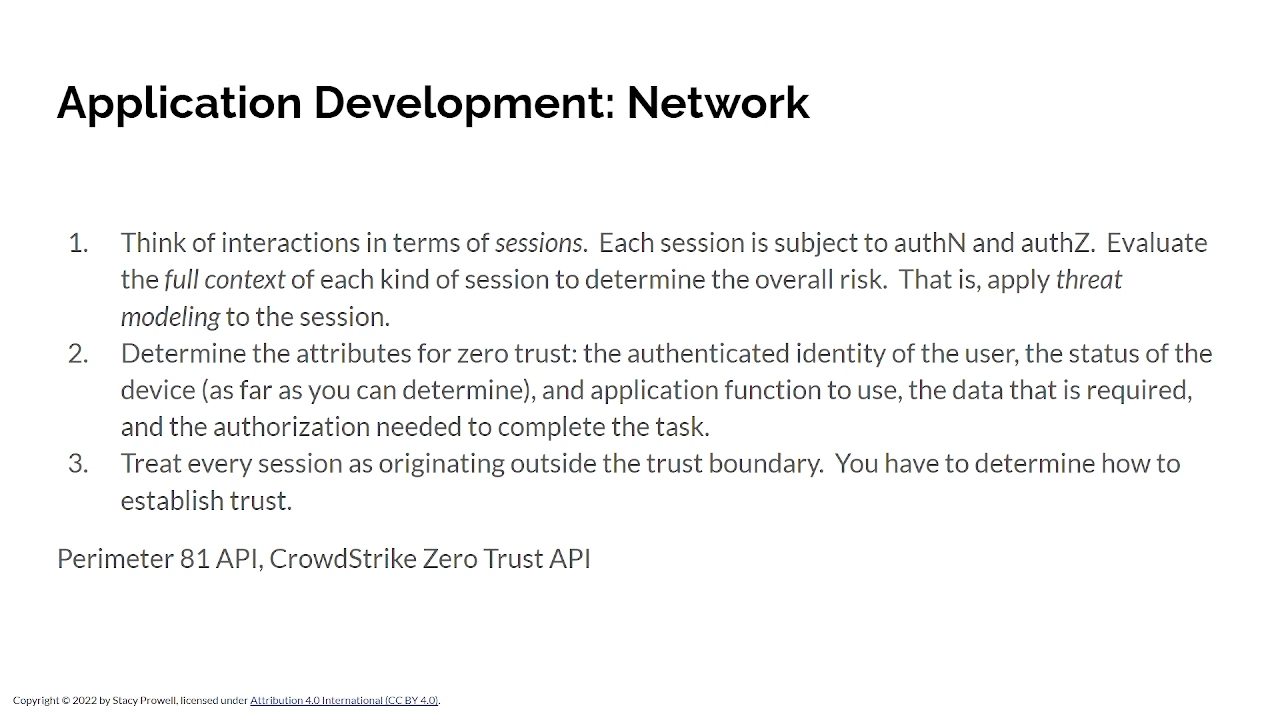 Application Development: Network
1. Think of interactions in terms of sessions.  Each session is subject to authN and authZ.  Evaluate
the full context of each kind of session to determine the overall risk.  That is, apply threat
modeling to the session.
2. Determine the attributes for zero trust: the authenticated identity of the user, the status of the
device (as far as you can determine), and application function to use, the data that is required,
and the authorization needed to complete the task.
3. Treat every session as originating outside the trust boundary.  You have to determine how to
establish trust.
Perimeter 81 API, CrowdStrike Zero Trust API
Copyright © 2022 by Stacy Prowell, licensed under Attribution 4.0 International (CC BY 4.0).